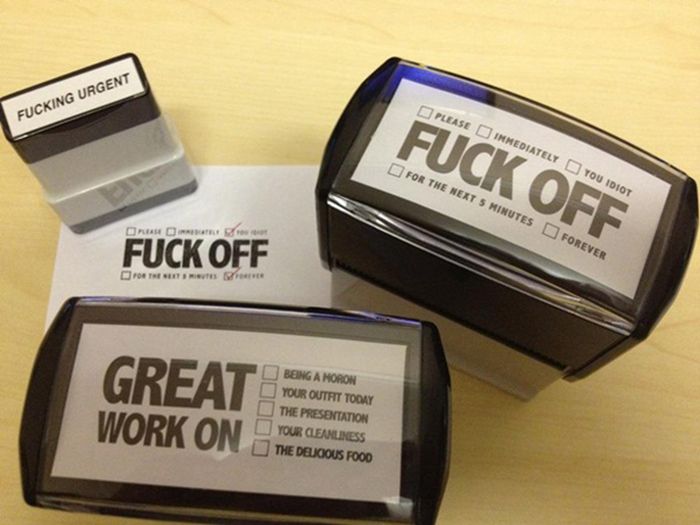 FUCKING URGENT
☐ PLEASE ☐ IMMEDIATELY ☐ YOU IDIOT
FUCK OFF
☐ FOR THE NEXT 5 MINUTES ☐ FOREVER
☐ PLEASE ☐ IMMEDIATELY ☑ YOU IDIOT
FUCK OFF
☐ FOR THE NEXT 5 MINUTES ☑ FOREVER
GREAT
WORK ON
☐ BEING A MORON
☐ YOUR OUTFIT TODAY
☐ THE PRESENTATION
☐ YOUR CLEANLINESS
☐ THE DELICIOUS FOOD